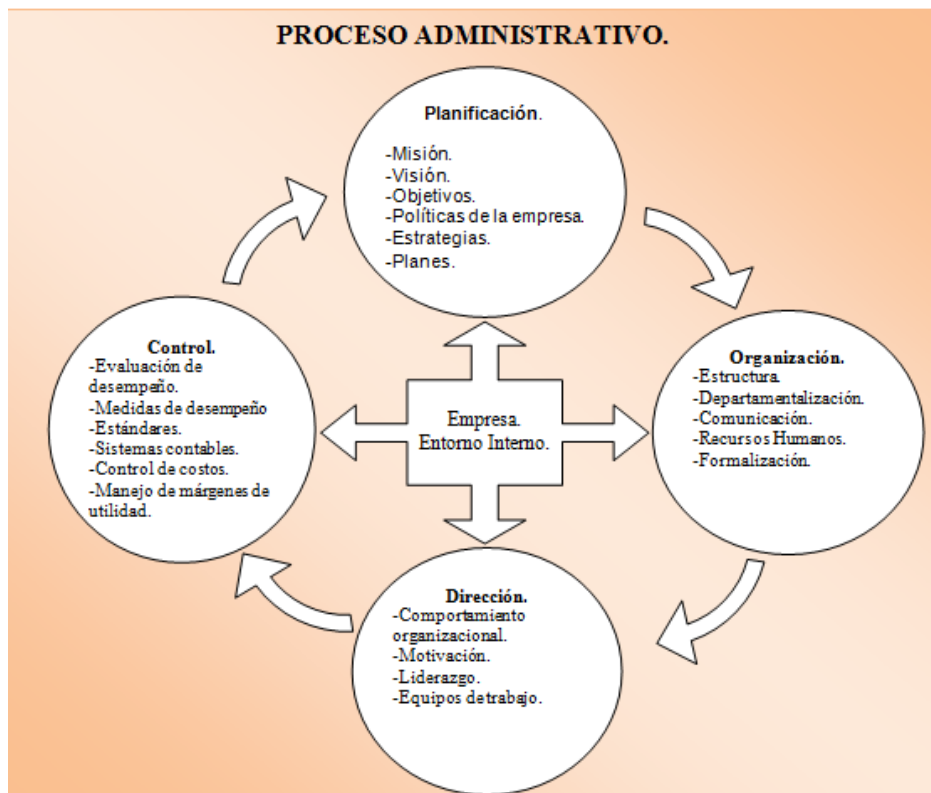 PROCESO ADMINISTRATIVO.
Planificación.
-Misión.
-Visión.
-Objetivos.
-Políticas de la empresa.
-Estrategias.
-Planes.
Control.
-Evaluación de
desempeño.
-Medidas de desempeño
-Estándares.
-Sistemas contables.
-Control de costos.
-Manejo de márgenes de
utilidad.
Empresa.
Entorno Interno.
Organización.
-Estructura.
-Departamentalización.
-Comunicación.
-Recursos Humanos.
-Formalización.
Dirección.
-Comportamiento
organizacional.
-Motivación.
-Liderazgo.
-Equipos de trabajo.